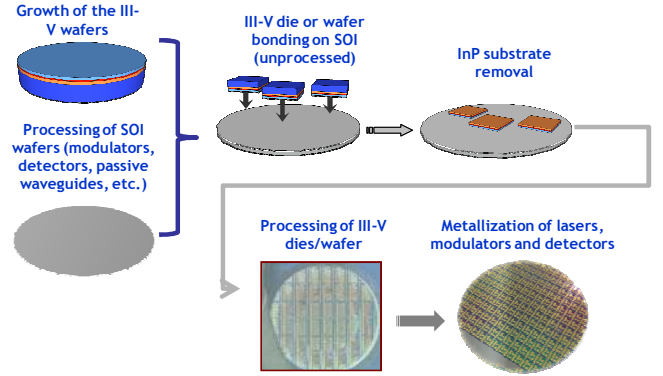 Growth of the III-
V wafers
Processing of SOI
wafers (modulators,
detectors, passive
waveguides, etc.)
III-V die or wafer
bonding on SOI
(unprocessed)
InP substrate
removal
Processing of III-V
dies/wafer
Metallization of lasers,
modulators and detectors